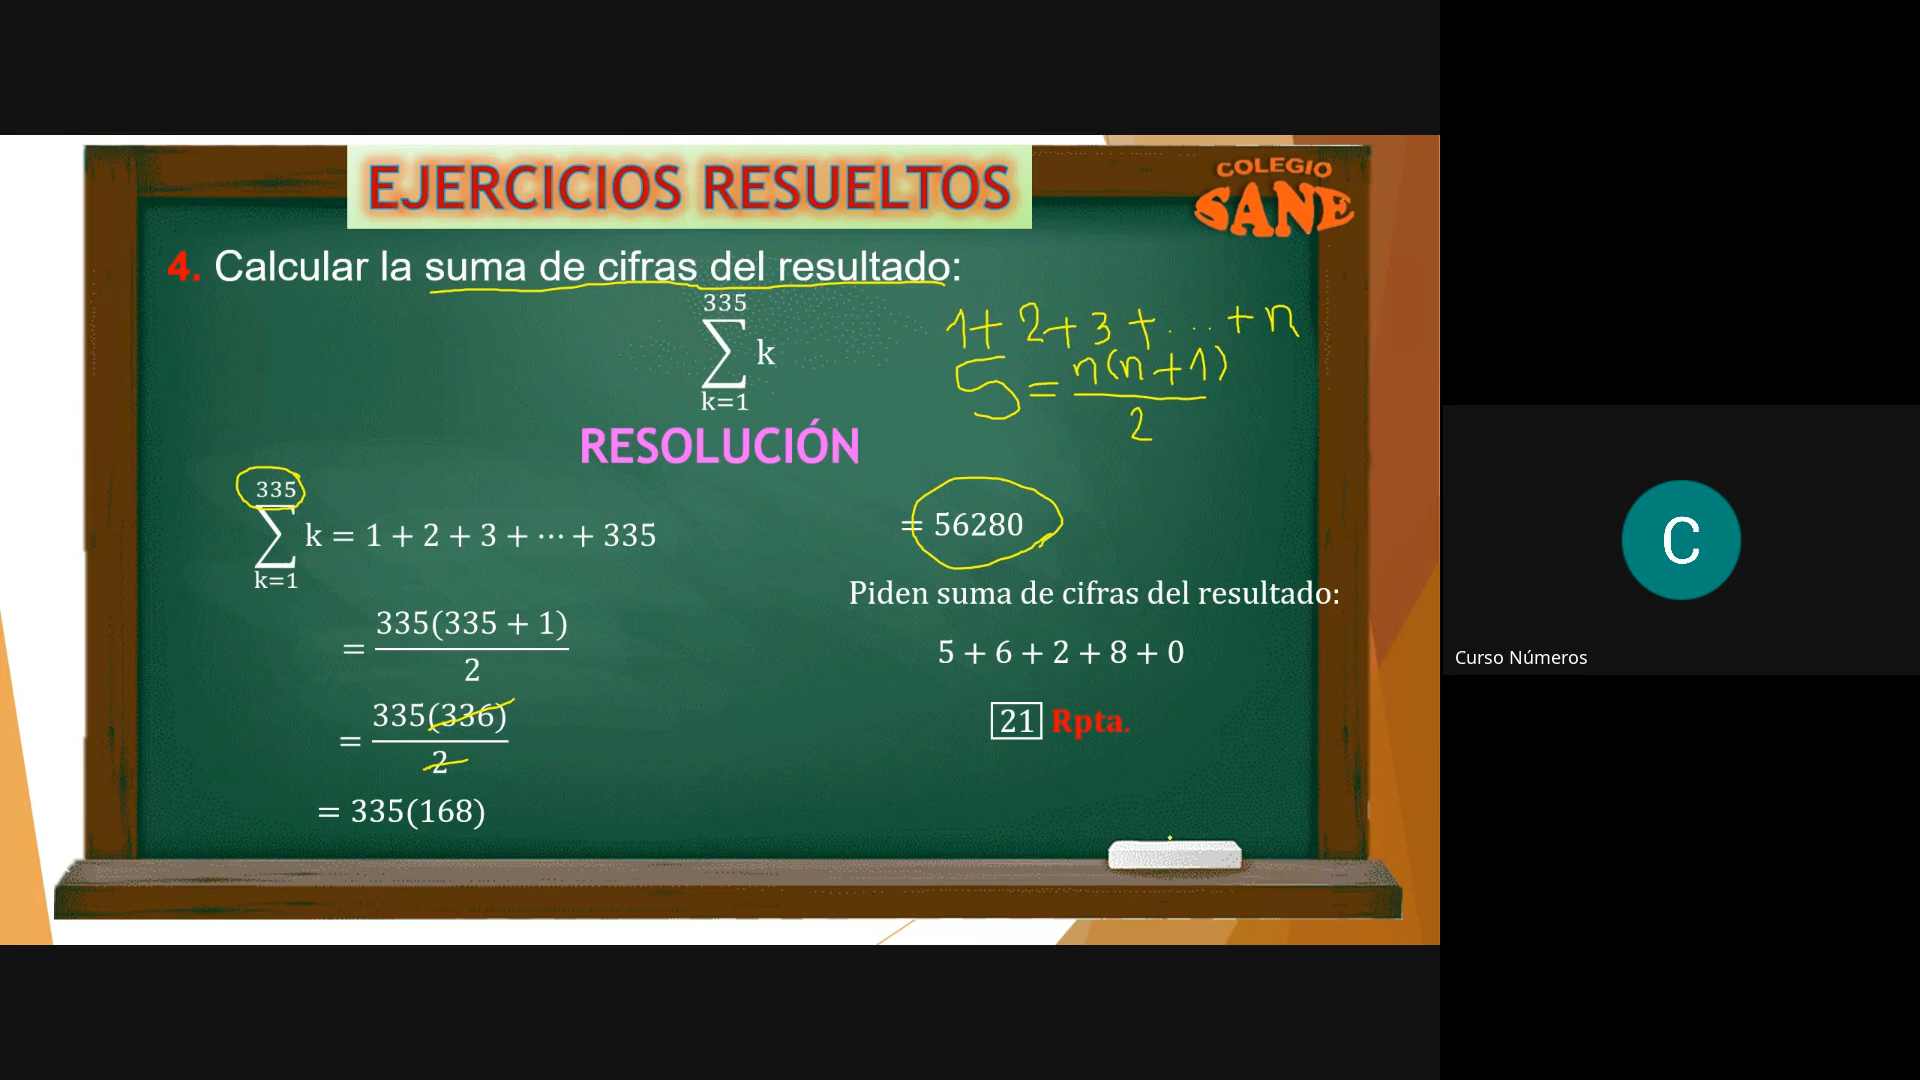 EJERCICIOS RESUELTOS
COLEGIO
SANE
4. Calcular la suma de cifras del resultado:
335
∑ k
k=1
1+2+3+...+n
S = n(n+1)
2
RESOLUCIÓN
335
∑ k = 1 + 2 + 3 + ⋯ + 335
k=1
= 335(335 + 1)
2
= 335(336)
2
= 335(168)
= 56280
Piden suma de cifras del resultado:
5 + 6 + 2 + 8 + 0
21 Rpta.
C
Curso Números